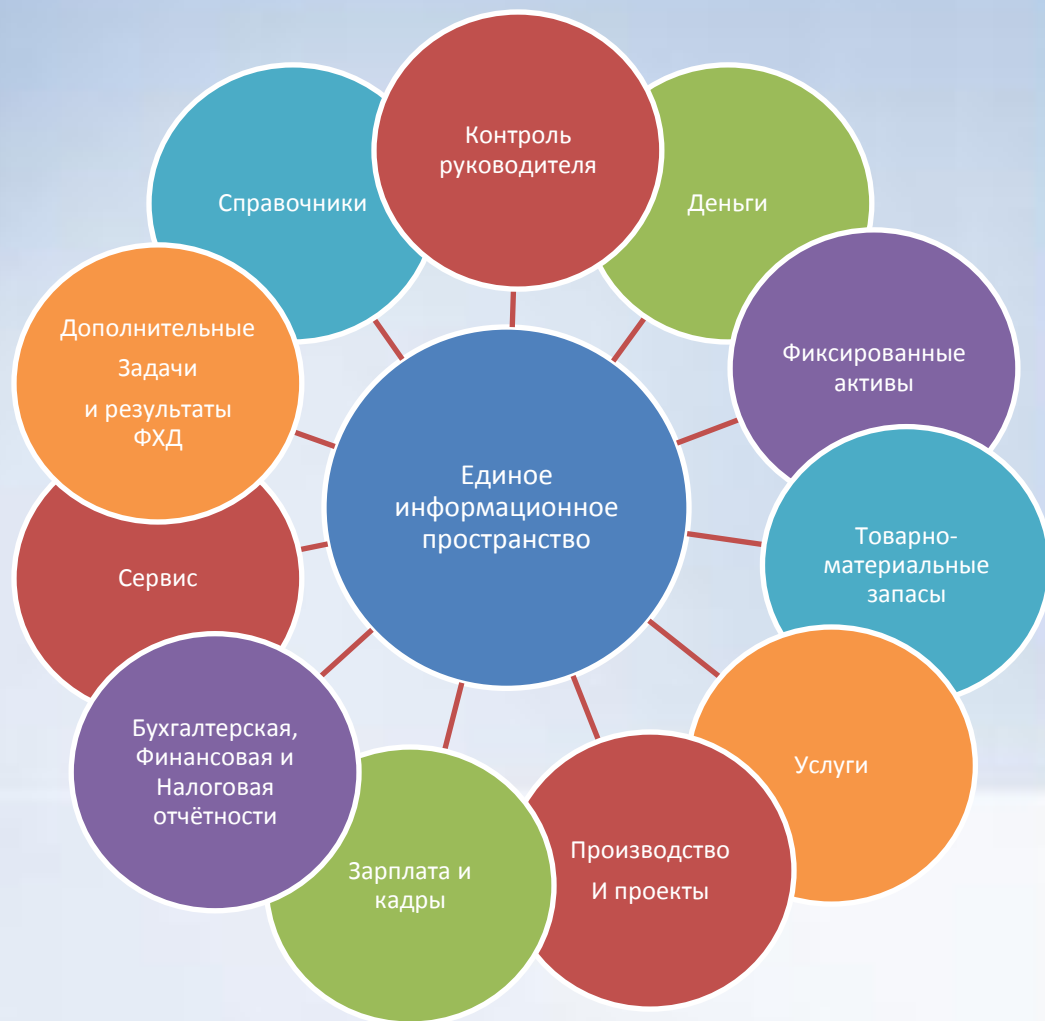 Контроль
руководителя
Деньги
Фиксированные
активы
Товарно-
материальные
запасы
Услуги
Производство
И проекты
Зарплата и
кадры
Бухгалтерская,
Финансовая и
Налоговая
отчётности
Сервис
Дополнительные
Задачи
и результаты
ФХД
Справочники
Единое
информационное
пространство